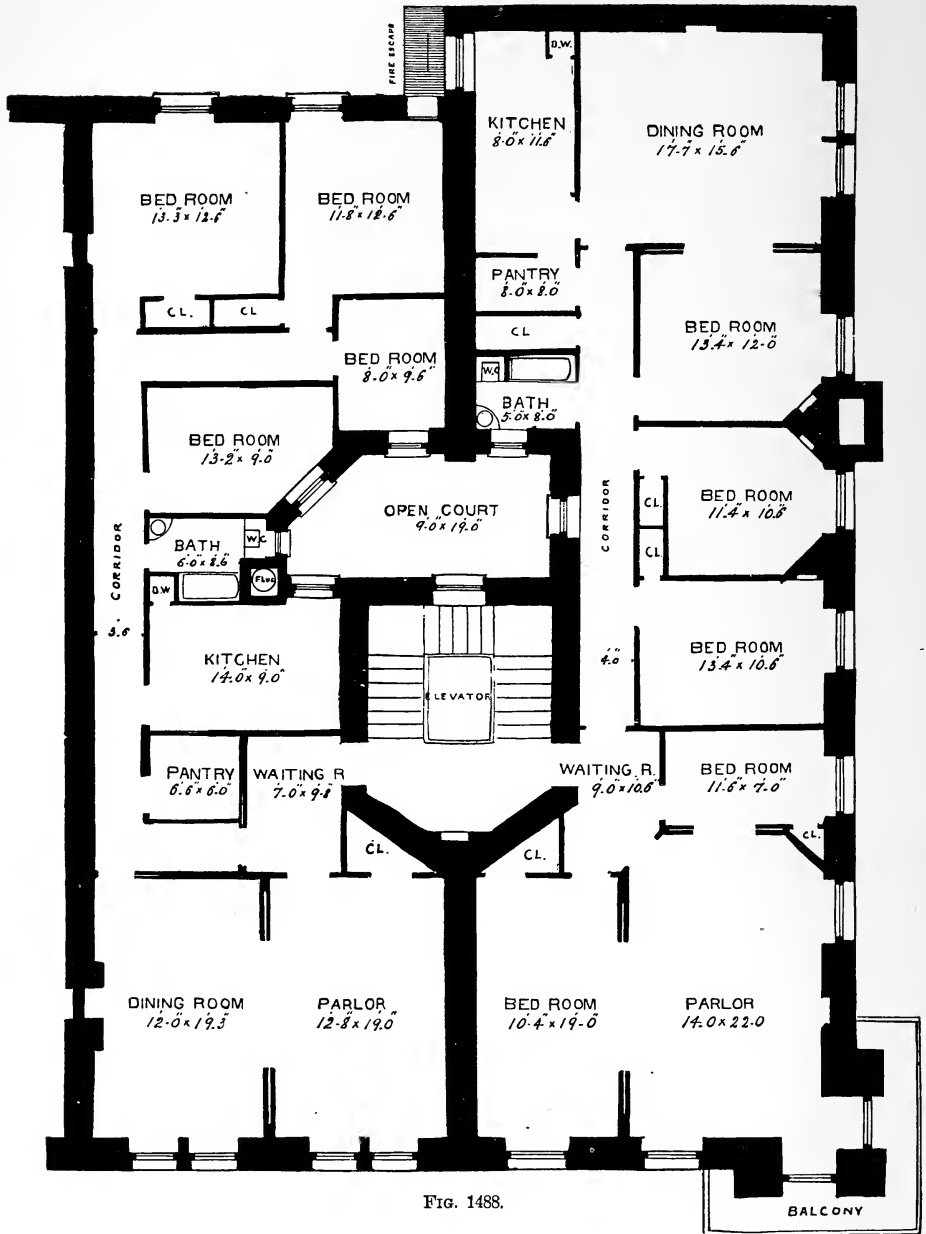 FIRE ESCAPE
D.W.
KITCHEN
8.0" x 11.6"
DINING ROOM
17.7" x 15.6"
BED ROOM
13.3" x 12.6"
BED ROOM
11.8" x 12.6"
PANTRY
8.0" x 8.0"
CL.
CL
CL
BED ROOM
13.4" x 12.0"
BED ROOM
8.0" x 9.6"
W.C
BATH
5.0 x 8.0"
BED ROOM
13.2" x 9.0"
OPEN COURT
9.0" x 19.0"
CORRIDOR
CL.
BED ROOM
11.4" x 10.6"
CL.
CORRIDOR
BATH
6.0" x 8.6"
W.C
D.W
FLUE
3.6"
KITCHEN
14.0" x 9.0"
ELEVATOR
4.0"
BED ROOM
13.4" x 10.6"
PANTRY
6.6" x 6.0"
WAITING R
7.0" x 9.8
WAITING. R.
9.0" x 10.6"
BED ROOM
11.6" x 7.0"
CL.
CL.
CL.
DINING ROOM
12.0" x 19.3"
PARLOR
12.8" x 19.0"
BED ROOM
10.4" x 19.0"
PARLOR
14.0 x 22.0
BALCONY
FIG. 1488.